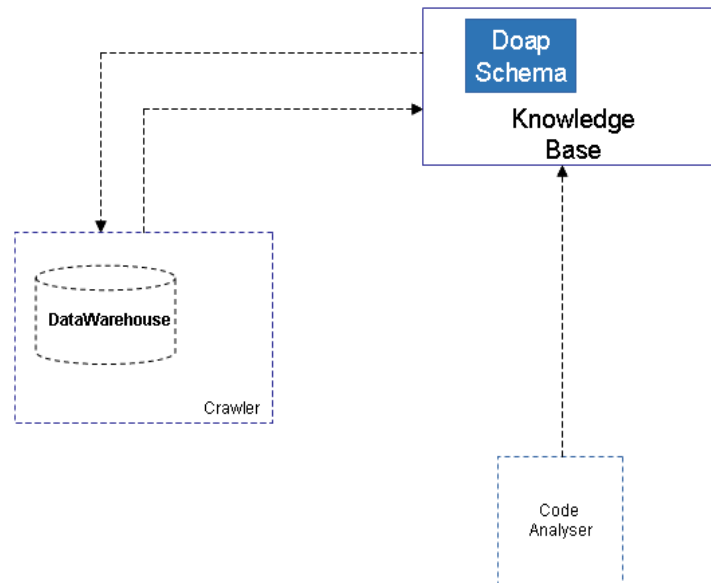 Doap
Schema
Knowledge
Base
DataWarehouse
Crawler
Code
Analyser